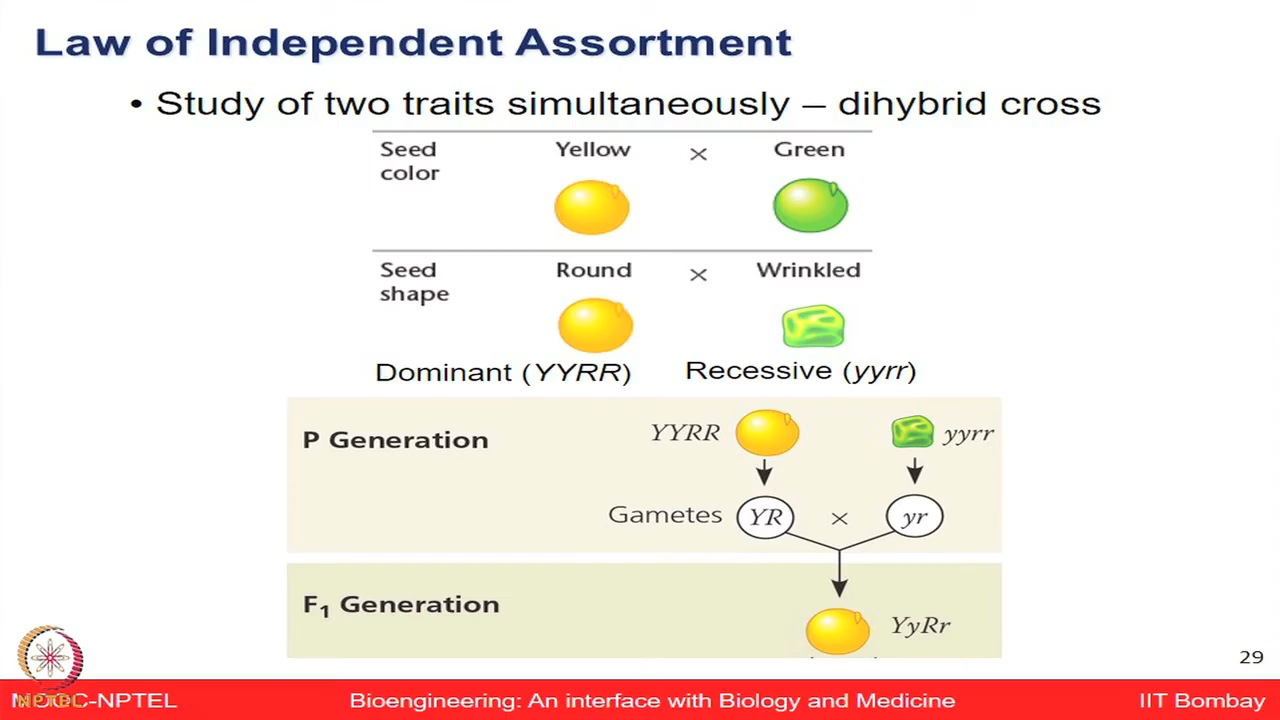 Law of Independent Assortment
• Study of two traits simultaneously – dihybrid cross
Seed color Yellow × Green
Seed shape Round × Wrinkled
Dominant (YYRR) Recessive (yyrr)
P Generation YYRR yyrr
Gametes YR × yr
F1 Generation YyRr
29
NPTEL
-NPTEL Bioengineering: An interface with Biology and Medicine IIT Bombay